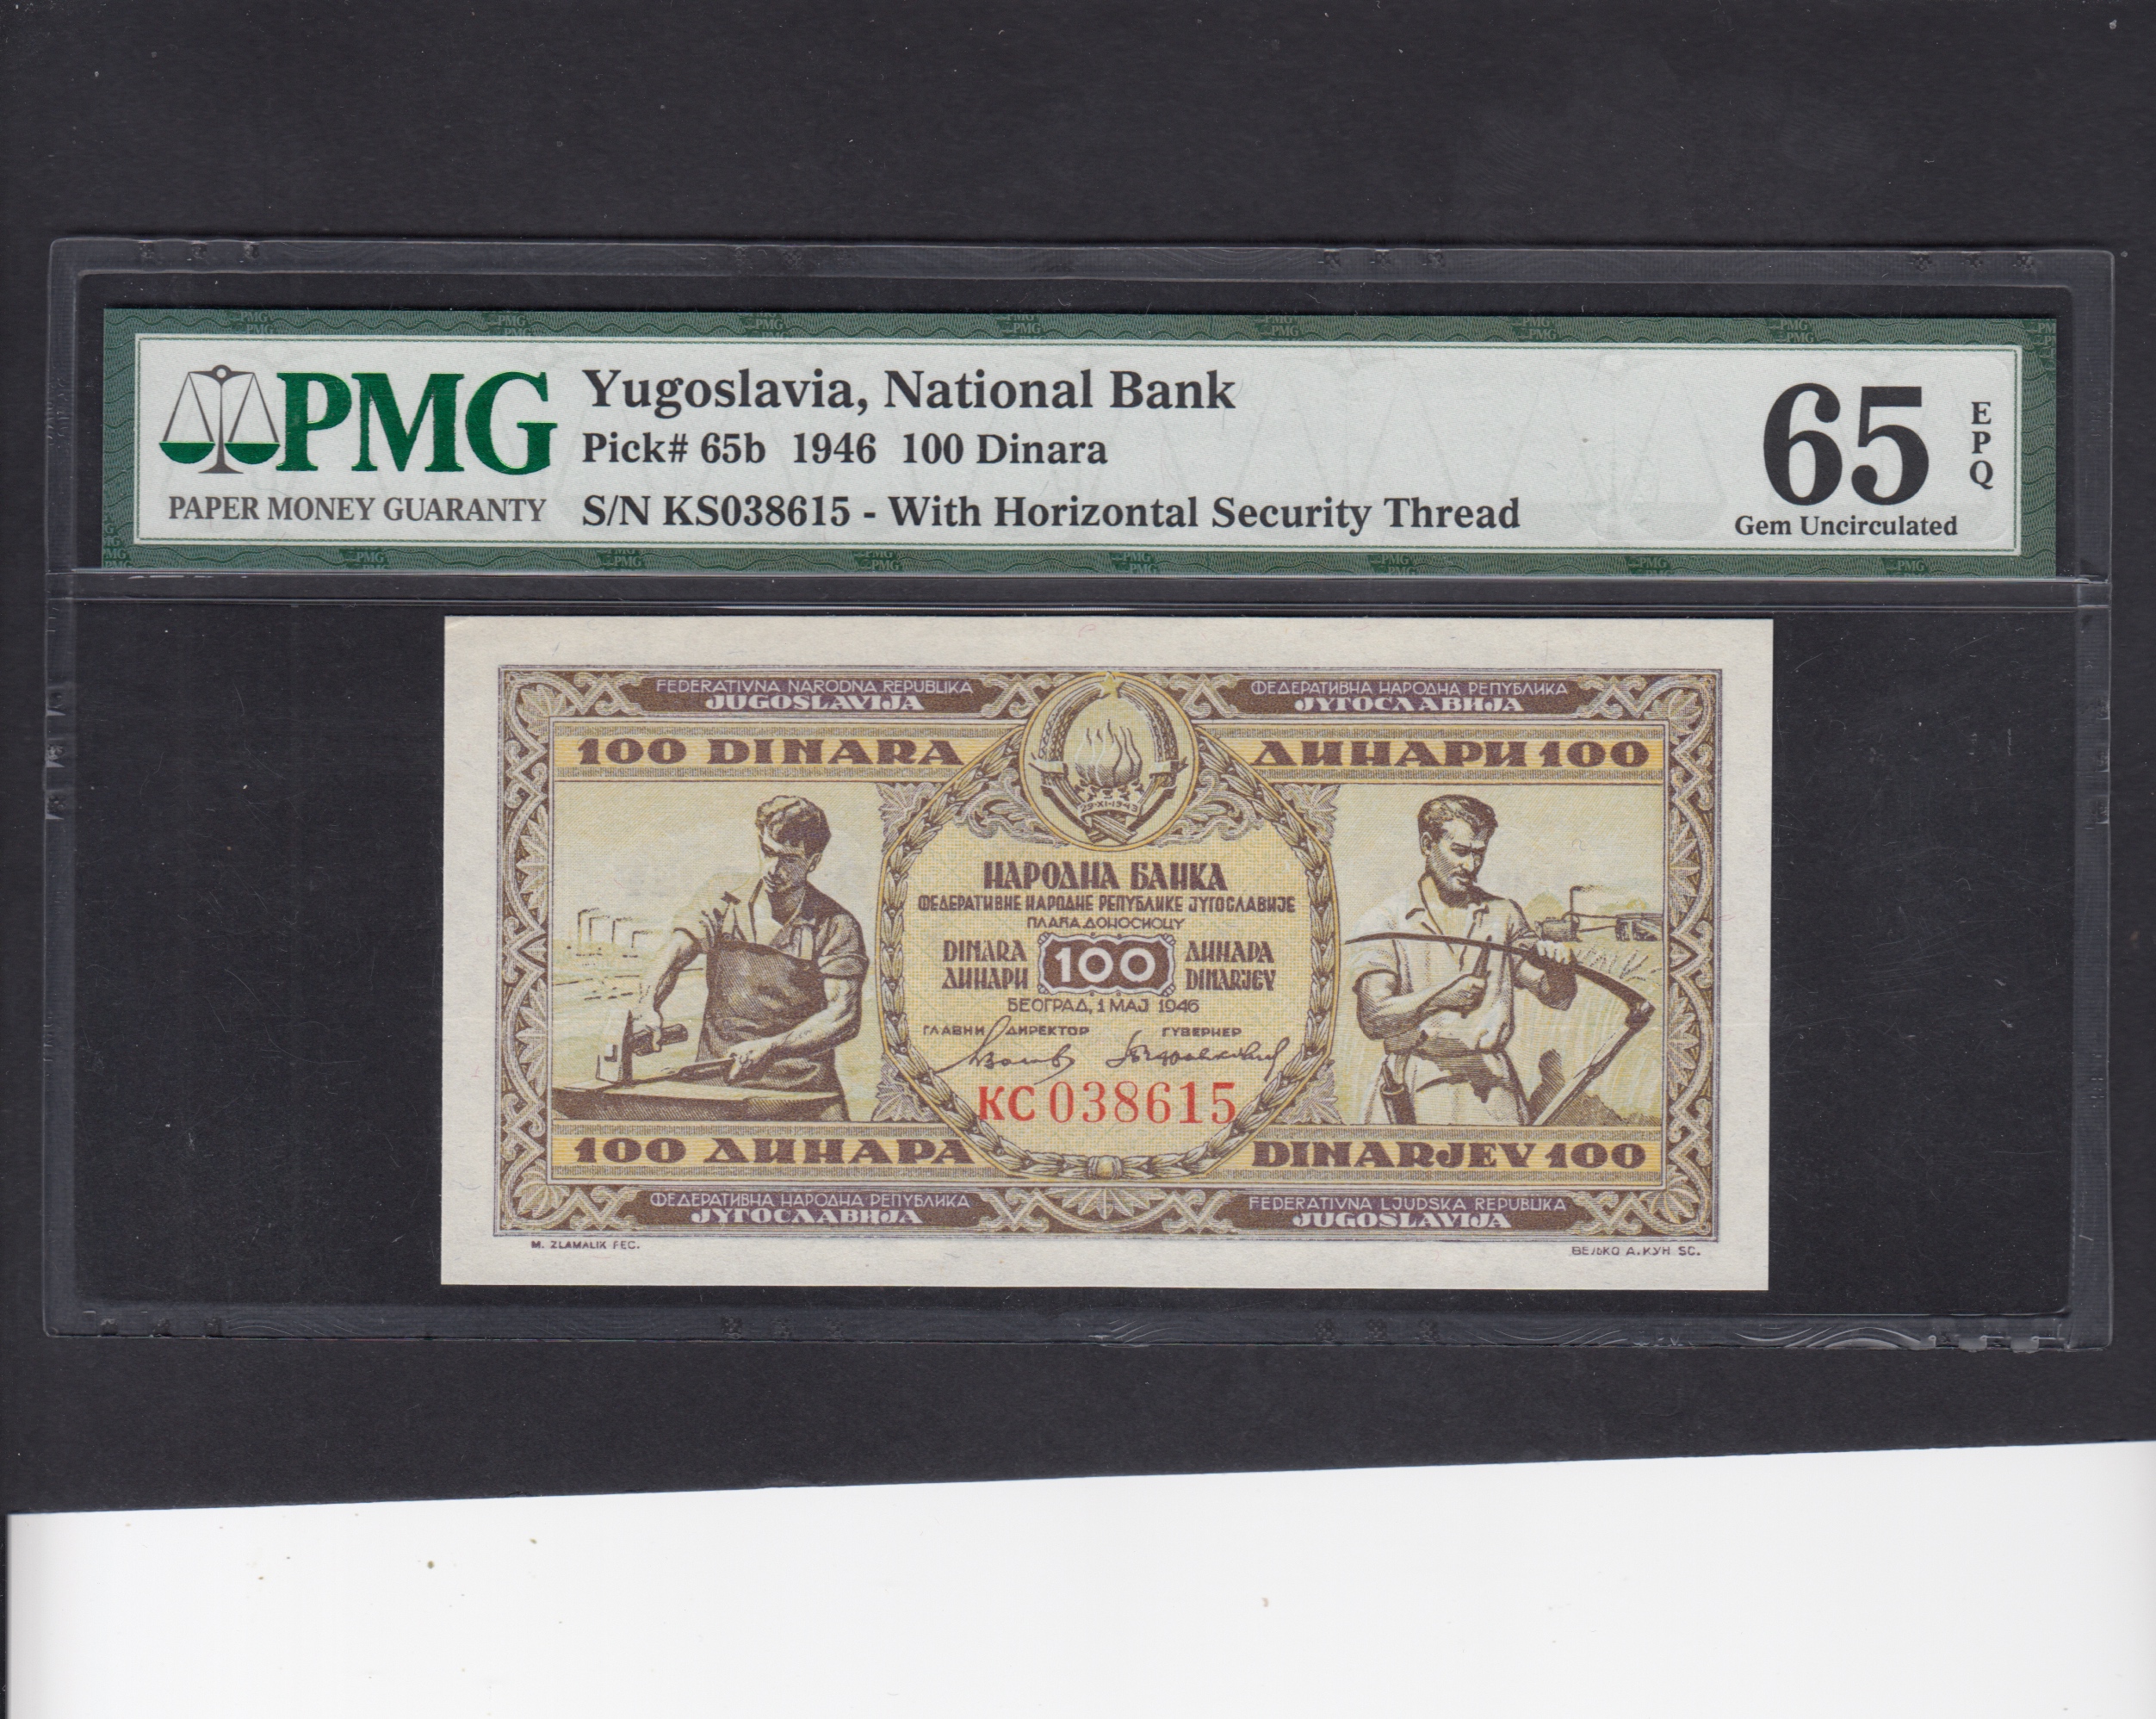 PMG
PAPER MONEY GUARANTY
Yugoslavia, National Bank
Pick# 65b 1946 100 Dinara
S/N KS038615 - With Horizontal Security Thread
65
EPQ
Gem Uncirculated
FEDERATIVNA NARODNA REPUBLIKA
JUGOSLAVIJA
ФЕДЕРАТИВНА НАРОДНА РЕПУБЛИКА
ЈУГОСЛАВИЈА
100 DINARA
ДИНАРИ 100
29·XI·1943
НАРОДНА БАНКА
ФЕДЕРАТИВНЕ НАРОДНЕ РЕПУБЛИКЕ ЈУГОСЛАВИЈЕ
ПЛАЋА ДОНОСИОЦУ
DINARA 100 ДИНАРА
ДИНАРИ DINARJEV
БЕОГРАД, 1 МАЈ 1946
ГЛАВНИ ДИРЕКТОР ГУВЕРНЕР
КС 038615
100 ДИНАРА
DINARJEV 100
ФЕДЕРАТИВНА НАРОДНА РЕПУБЛИКА
ЈУГОСЛАВИЈА
FEDERATIVNA LJUDSKA REPUBLIKA
JUGOSLAVIJA
M. ZLAMALIK FEC.
ВЕЉКО А. КУН SC.